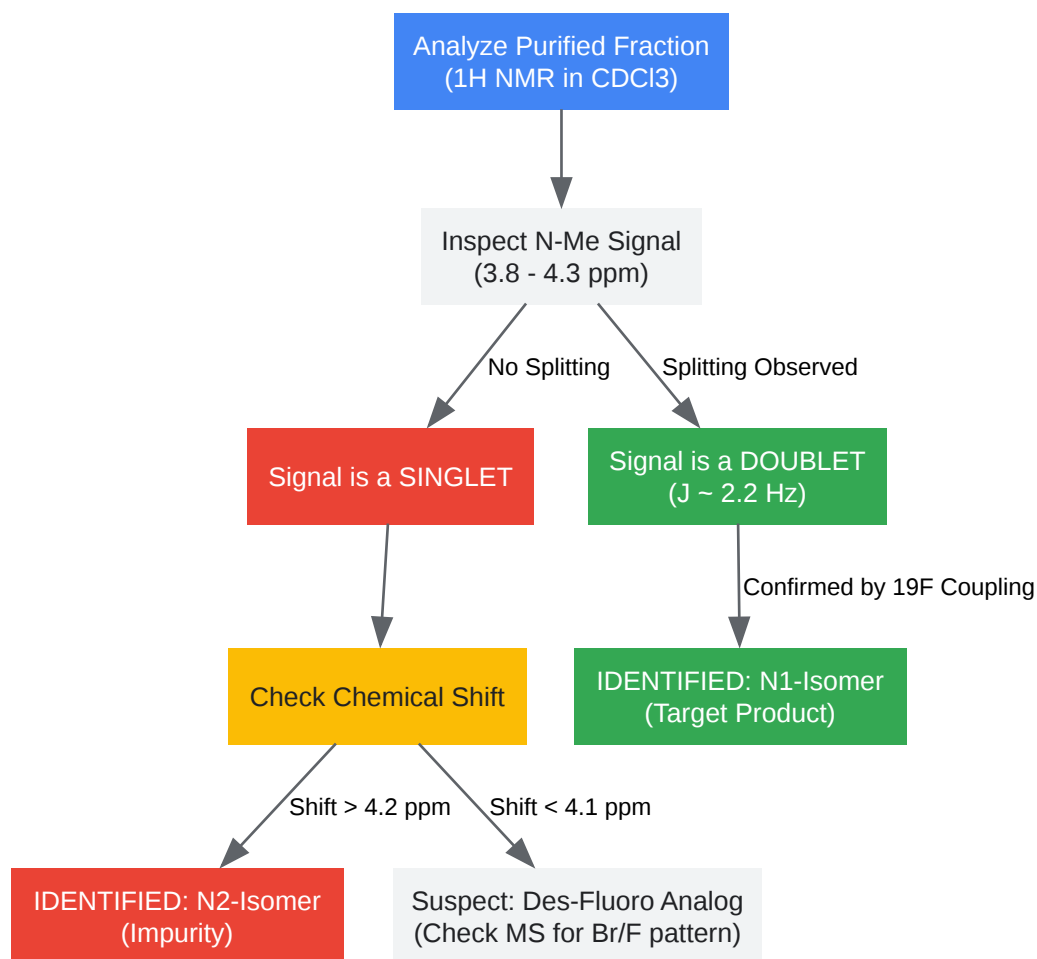 Analyze Purified Fraction
(1H NMR in CDCl3)
Inspect N-Me Signal
(3.8 - 4.3 ppm)
No Splitting
Splitting Observed
Signal is a SINGLET
Signal is a DOUBLET
(J ~ 2.2 Hz)
Confirmed by 19F Coupling
Check Chemical Shift
IDENTIFIED: N1-Isomer
(Target Product)
Shift > 4.2 ppm
Shift < 4.1 ppm
IDENTIFIED: N2-Isomer
(Impurity)
Suspect: Des-Fluoro Analog
(Check MS for Br/F pattern)